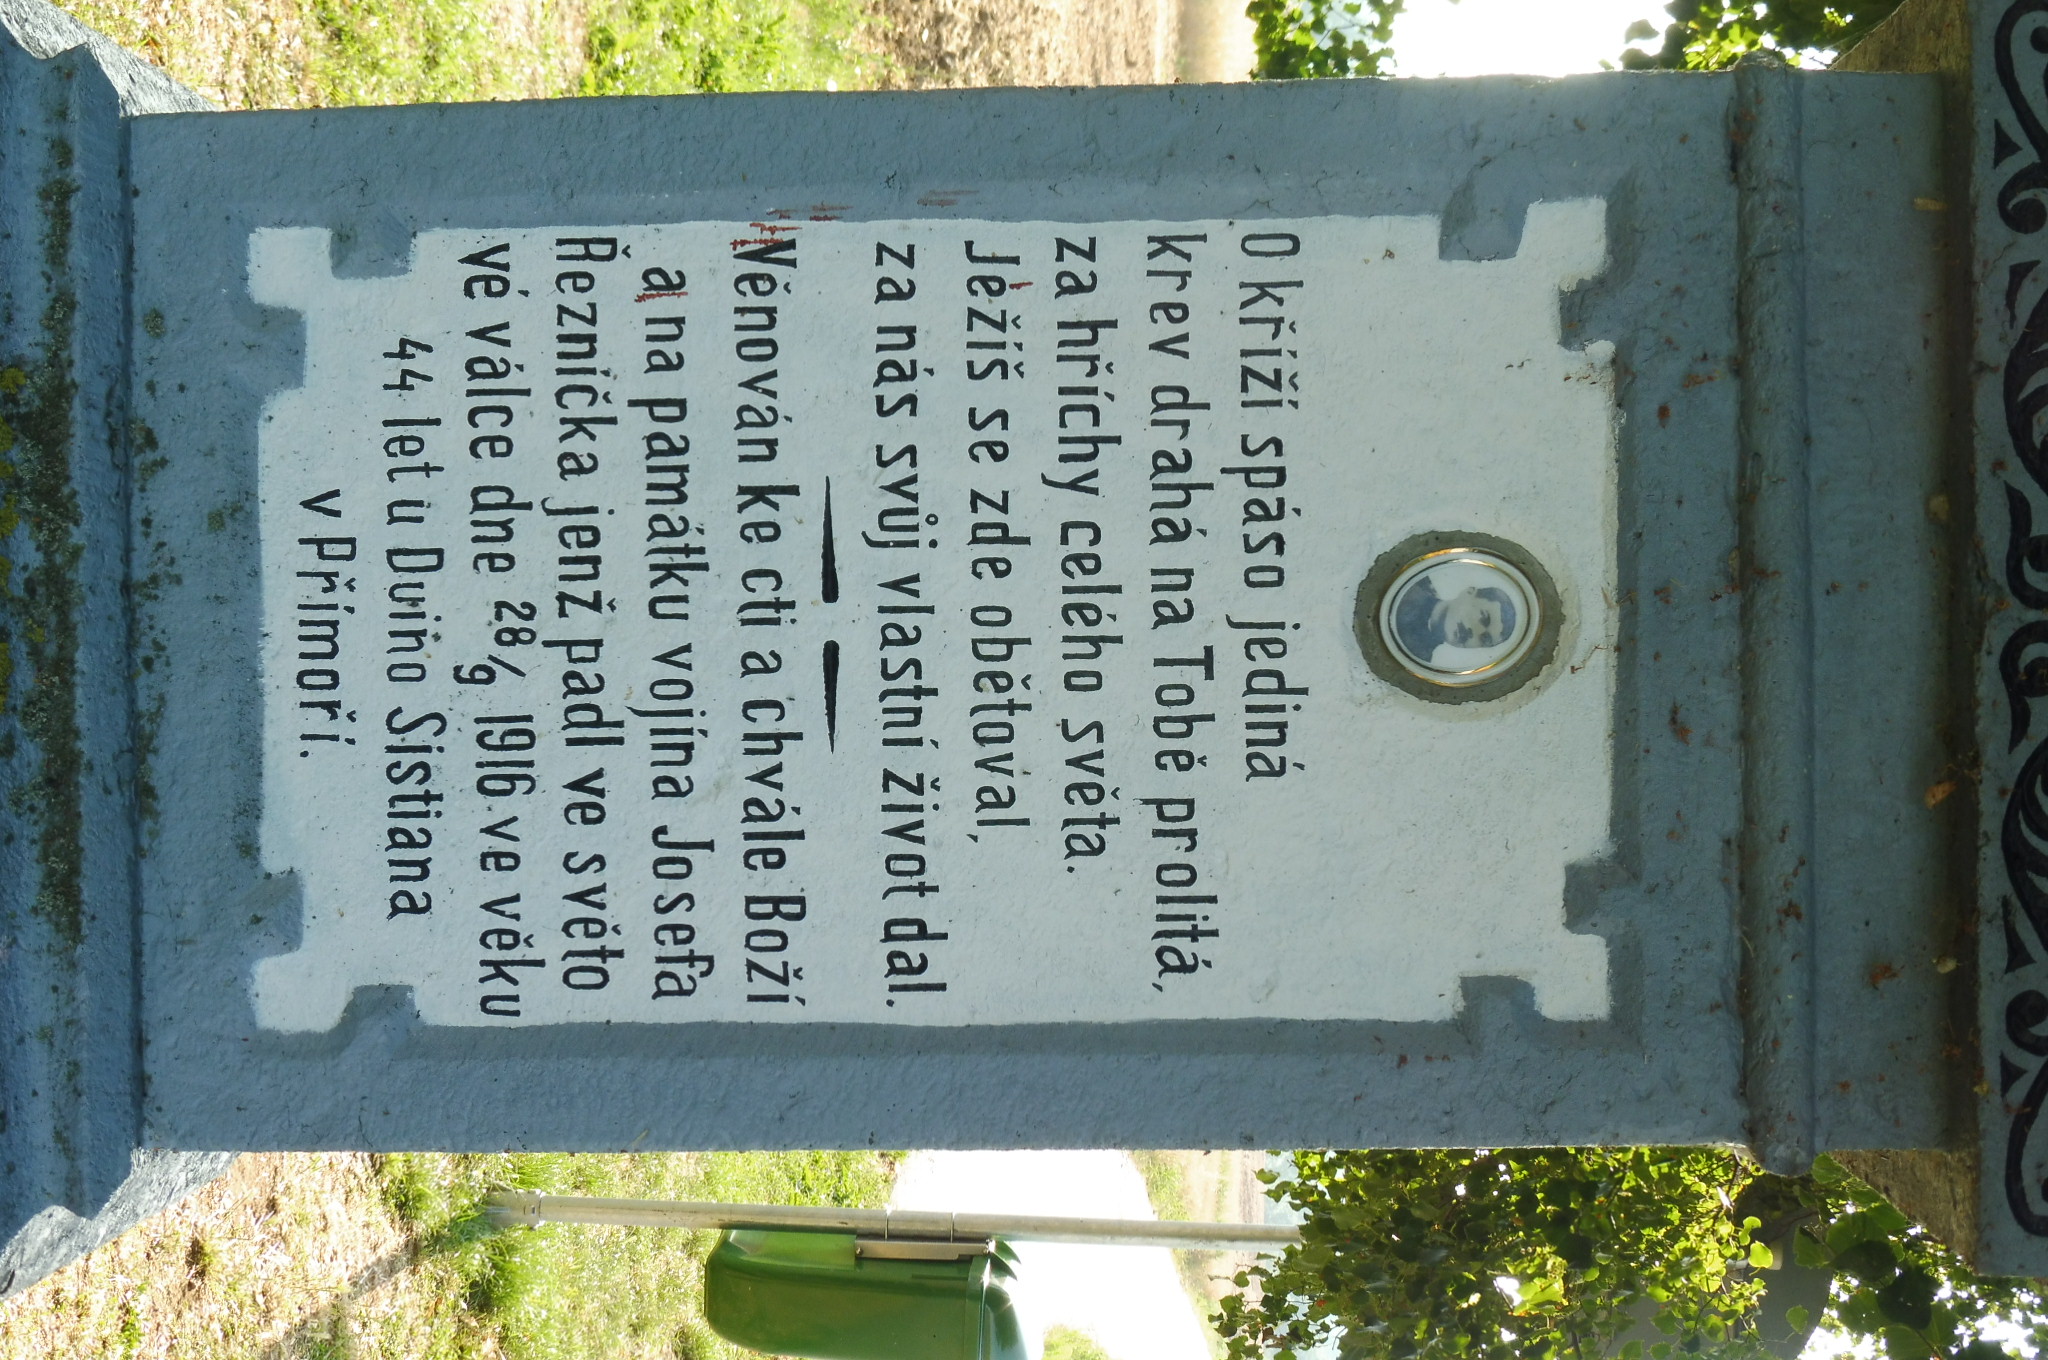 O kříží spáso jediná
krev drahá na Tobě prolitá,
za hříchy celého světa.
Ježíš se zde obětoval,
za nás svůj vlastní život dal.
Věnován ke cti a chvále Boží
a na památku vojína Josefa
Řezníčka jenž padl ve světo
vé válce dne 28/9 1916 ve věku
44 let u Duino Sistiana
v Přímoří.